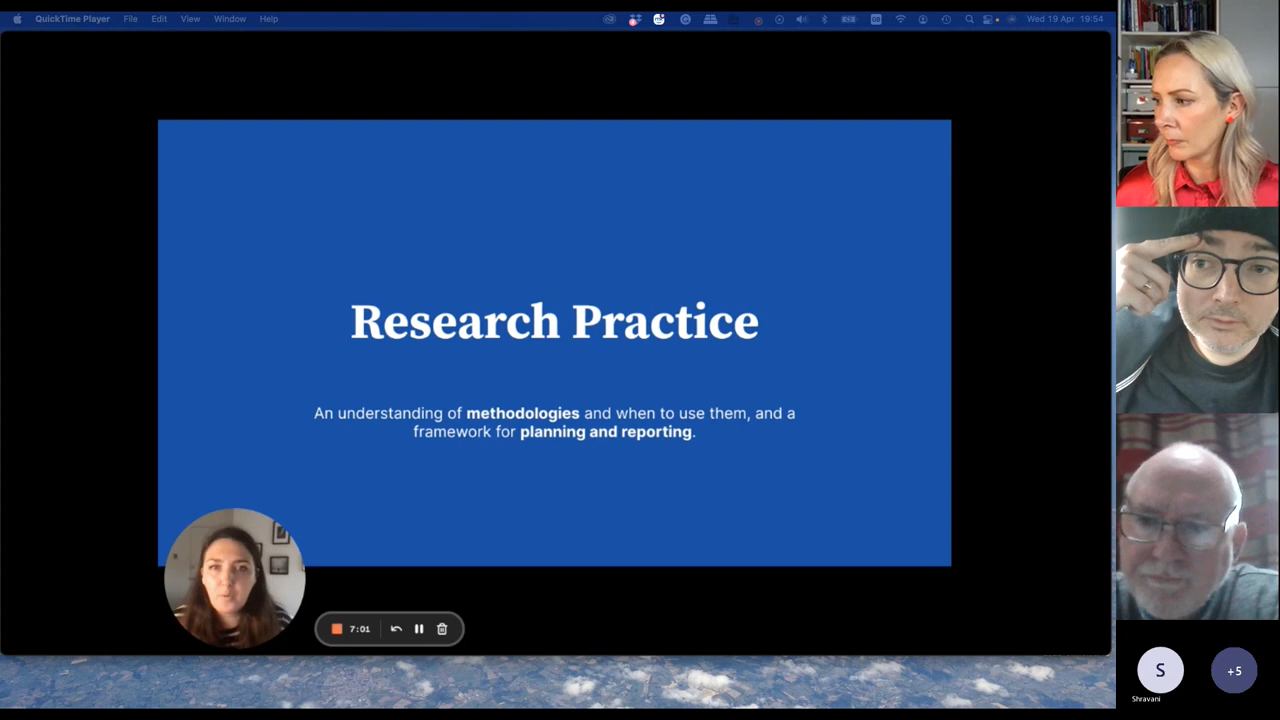 QuickTime Player File Edit View Window Help Wed 19 Apr 19:54
Research Practice
An understanding of methodologies and when to use them, and a
framework for planning and reporting.
7:01
S
+5
Shravani